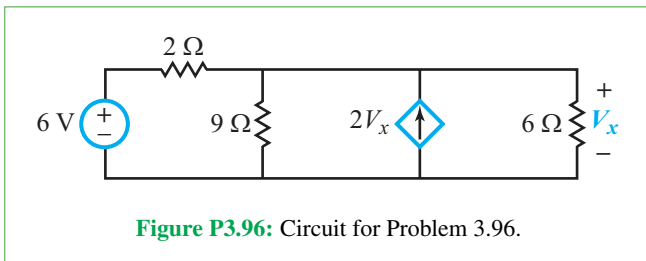 2 Ω
6 V
+
−
9 Ω
2Vx
6 Ω
+
Vx
−
Figure P3.96: Circuit for Problem 3.96.